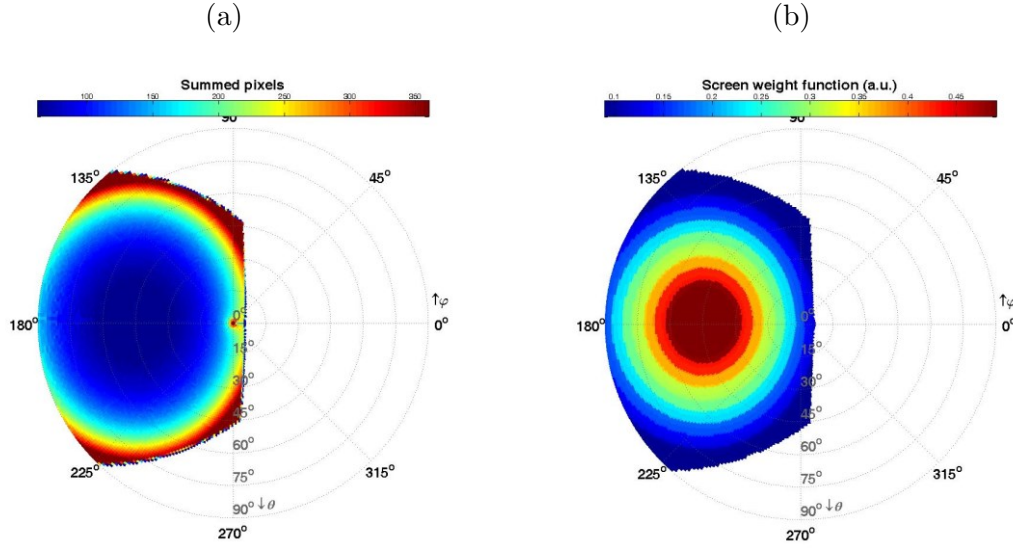 (a)
(b)
Summed pixels
100 150 200 250 300 350
90
135°
45°
180°
↑φ
0°
0°
15°
30°
45°
60°
75°
90° ↓θ
225°
315°
270°
Screen weight function (a.u.)
0.1 0.15 0.2 0.25 0.3 0.35 0.4 0.45
90
135°
45°
180°
↑φ
0°
0°
15°
30°
45°
60°
75°
90° ↓θ
225°
315°
270°